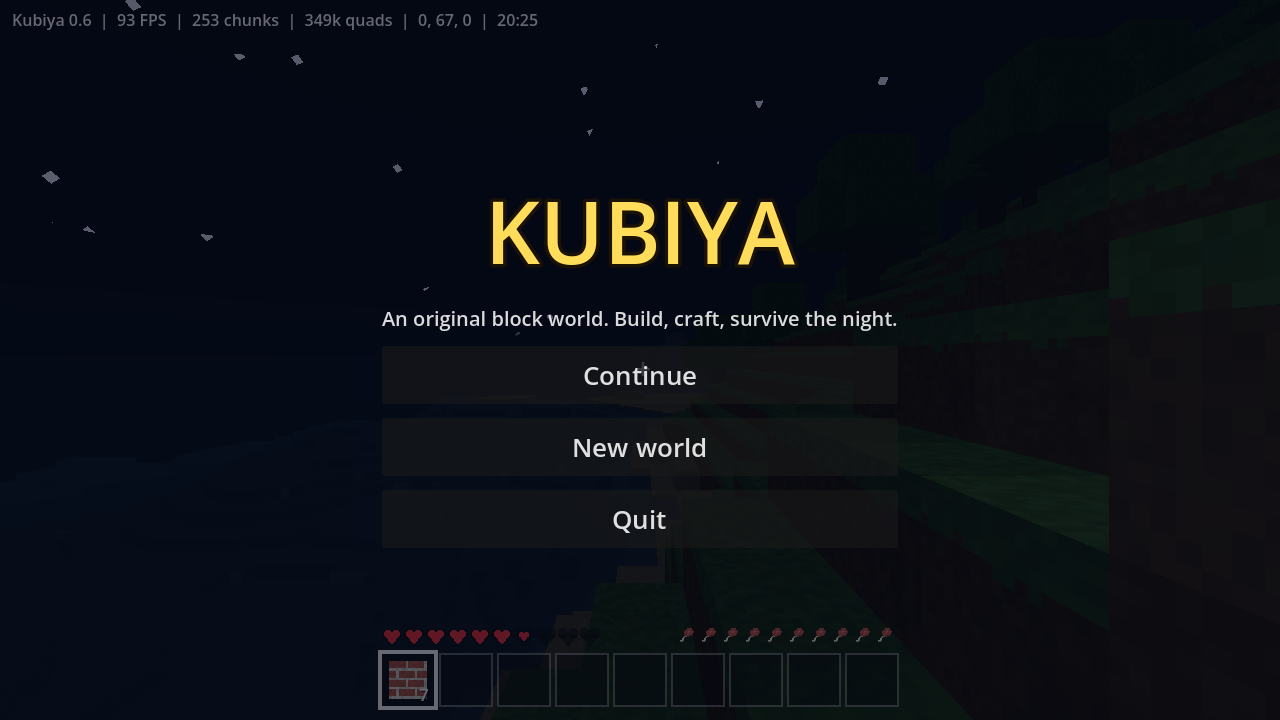 Kubiya 0.6 | 93 FPS | 253 chunks | 349k quads | 0, 67, 0 | 20:25
KUBIYA
An original block world. Build, craft, survive the night.
Continue
New world
Quit
7